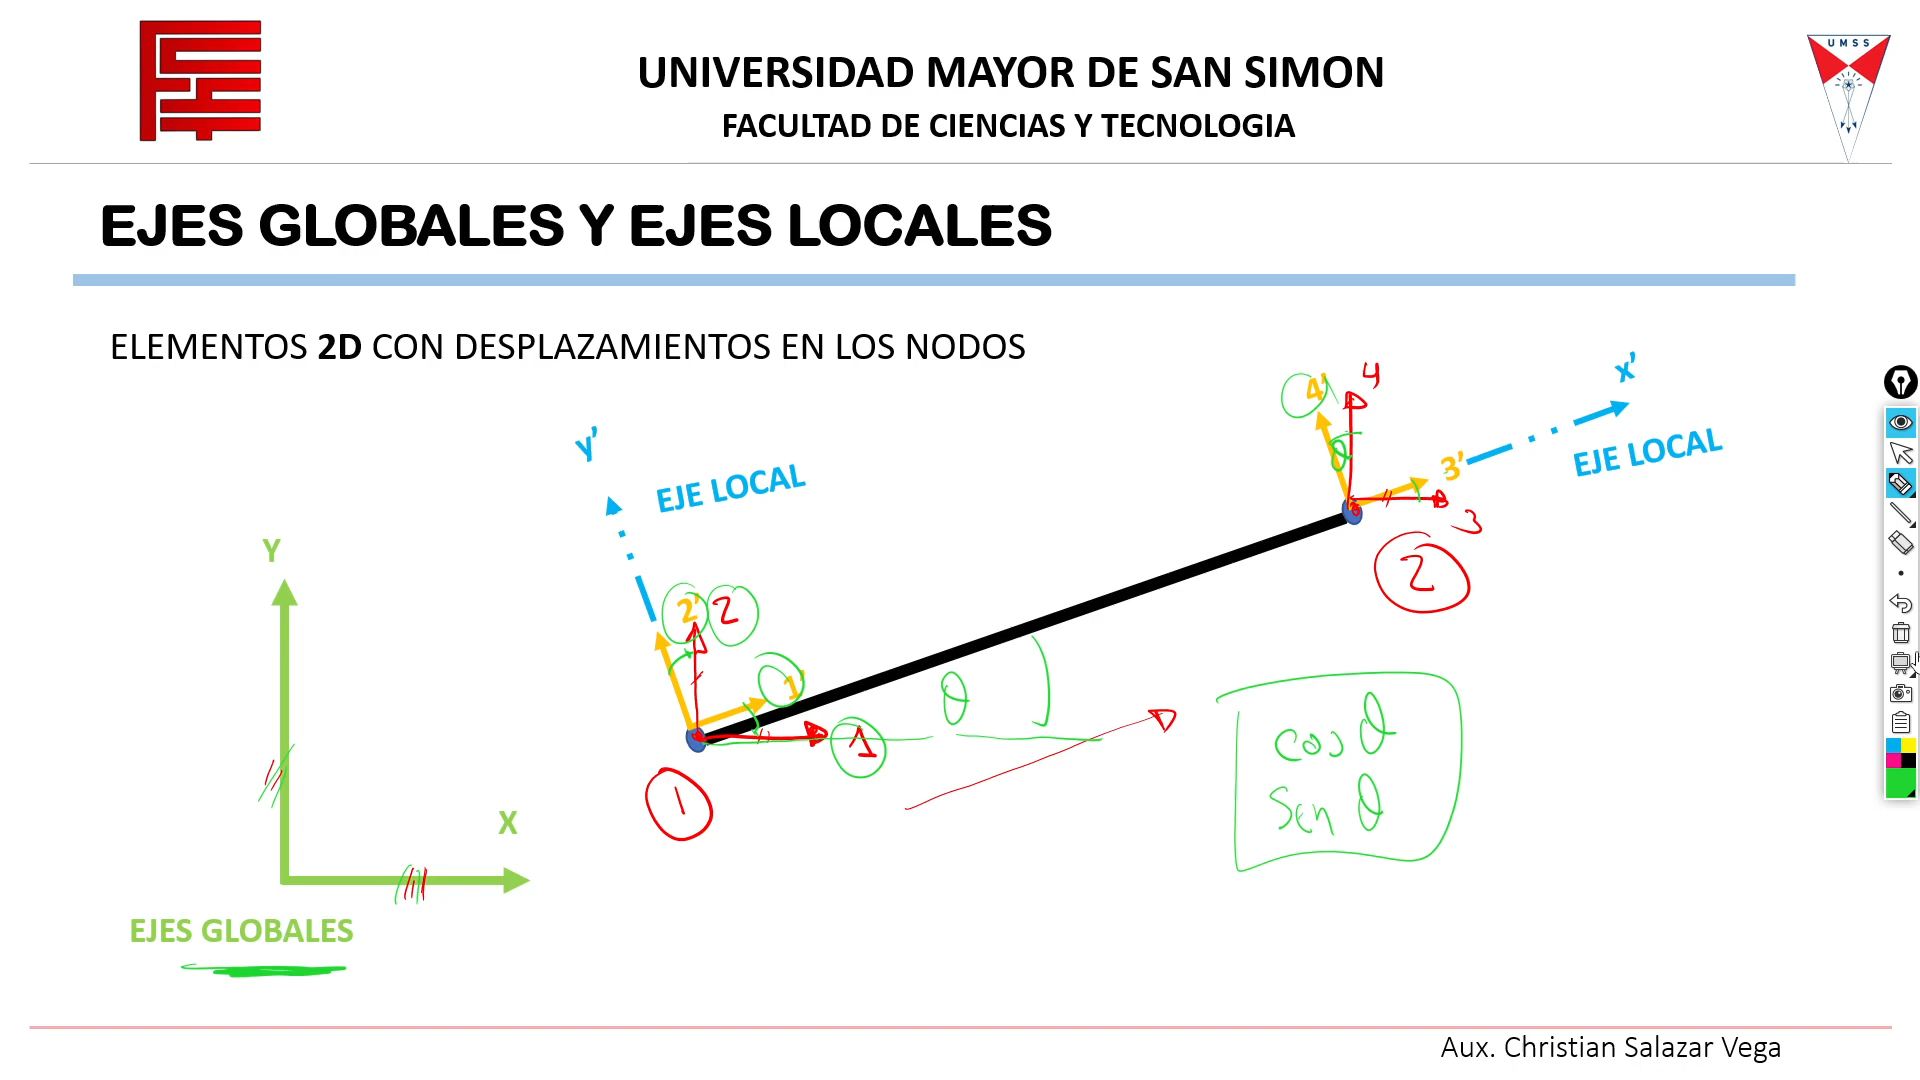 UMSS
UNIVERSIDAD MAYOR DE SAN SIMON
FACULTAD DE CIENCIAS Y TECNOLOGIA
EJES GLOBALES Y EJES LOCALES
ELEMENTOS 2D CON DESPLAZAMIENTOS EN LOS NODOS
4' 4
x'
y'
EJE LOCAL
3'
EJE LOCAL
3
Y
2
2' 2
1'
θ
θ
1
cos θ
sen θ
1
X
EJES GLOBALES
Aux. Christian Salazar Vega